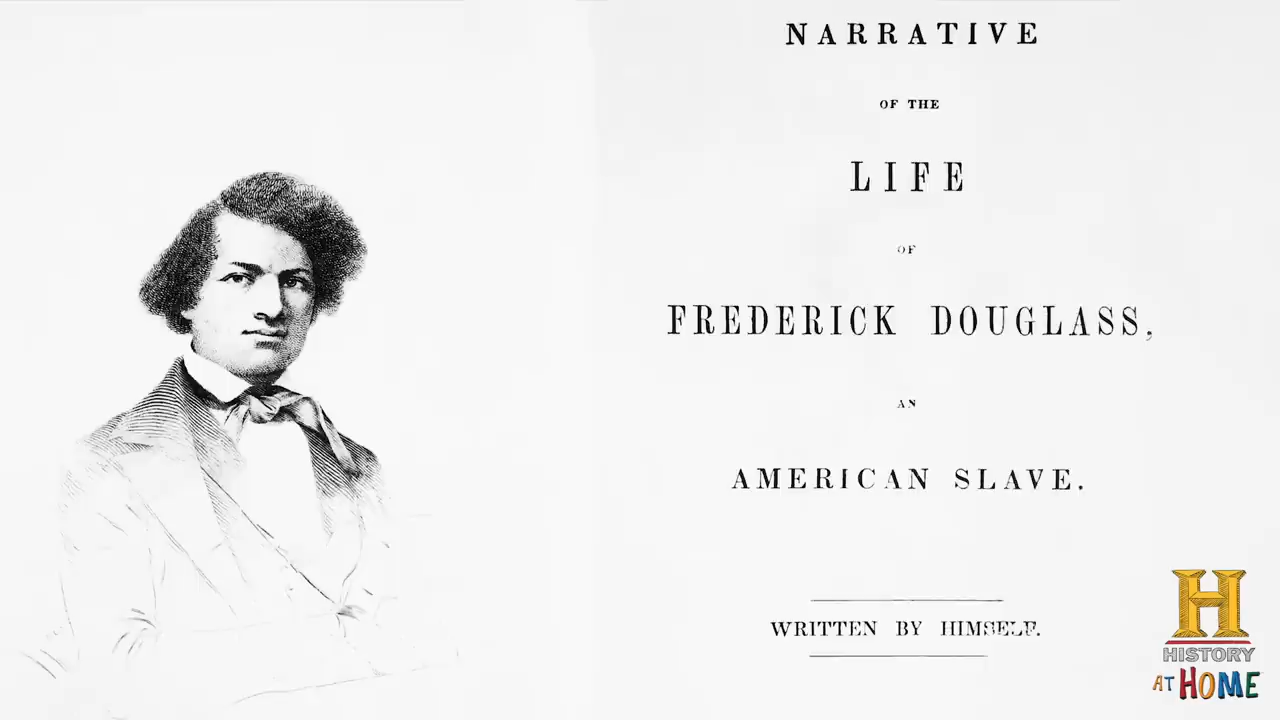 NARRATIVE
OF THE
LIFE
OF
FREDERICK DOUGLASS,
AN
AMERICAN SLAVE.
WRITTEN BY HIMSELF.
H
HISTORY
AT HOME